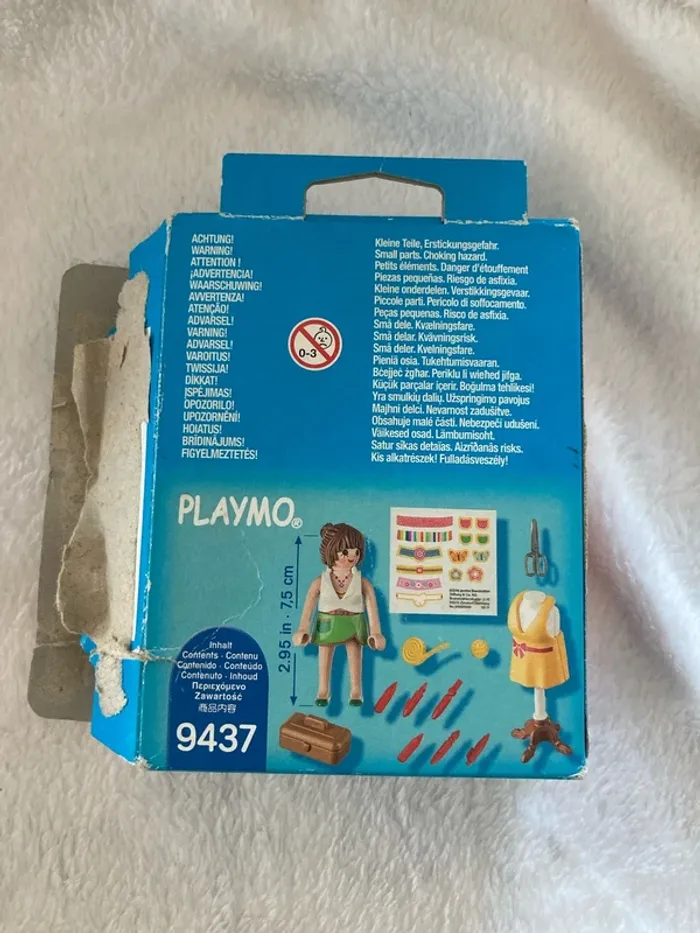 ACHTUNG!
WARNING!
ATTENTION !
¡ADVERTENCIA!
WAARSCHUWING!
AVVERTENZA!
ATENÇÃO!
ADVARSEL!
VARNING!
ADVARSEL!
VAROITUS!
TWISSIJA!
DİKKAT!
ĮSPĖJIMAS!
OPOZORILO!
UPOZORNĚNÍ!
HOIATUS!
BRĪDINĀJUMS!
FIGYELMEZTETÉS!
Kleine Teile, Erstickungsgefahr.
Small parts. Choking hazard.
Petits éléments. Danger d'étouffement
Piezas pequeñas. Riesgo de asfixia.
Kleine onderdelen. Verstikkingsgevaar.
Piccole parti. Pericolo di soffocamento.
Peças pequenas. Risco de asfixia.
Små dele. Kvælningsfare.
Små delar. Kvävningsrisk.
Små deler. Kvelningsfare.
Pieniä osia. Tukehtumisvaaran.
Bċejjeċ żgħar. Periklu li wieħed jifga.
Küçük parçalar içerir. Boğulma tehlikesi!
Yra smulkių dalių. Užspringimo pavojus
Majhni delci. Nevarnost zadušitve.
Obsahuje malé části. Nebezpečí udušení.
Väikesed osad. Lämbumisoht.
Satur sīkas detaļas. Aizrīšanās risks.
Kis alkatrészek! Fulladásveszély!
0-3
PLAYMO®
2.95 in - 7,5 cm
Inhalt
Contents · Contenu
Contenido · Conteúdo
Contenuto · Inhoud
Περιεχόμενο
Zawartość
商品内容
9437